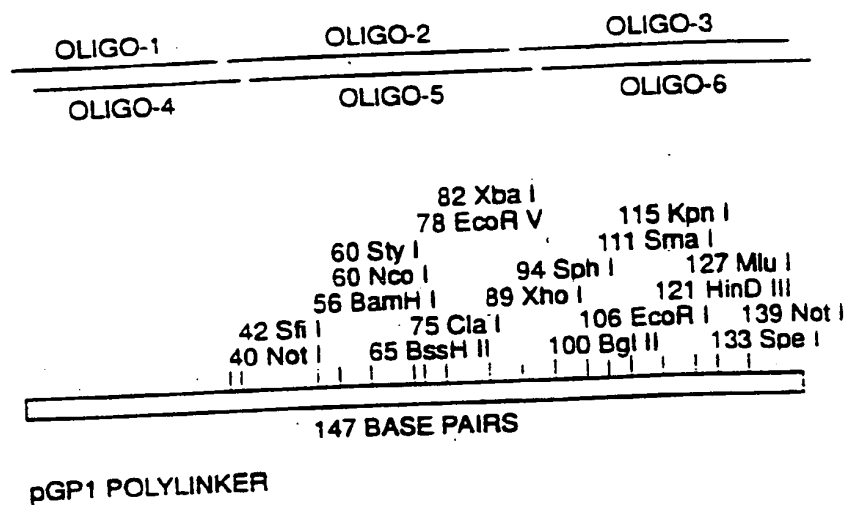 OLIGO-1 OLIGO-2 OLIGO-3
OLIGO-4 OLIGO-5 OLIGO-6
82 Xba I
78 EcoR V 115 Kpn I
60 Sty I 111 Sma I
60 Nco I 94 Sph I 127 Mlu I
56 BamH I 89 Xho I 121 HinD III
42 Sfi I 75 Cla I 106 EcoR I 139 Not I
40 Not I 65 BssH II 100 Bgl II 133 Spe I
147 BASE PAIRS
pGP1 POLYLINKER